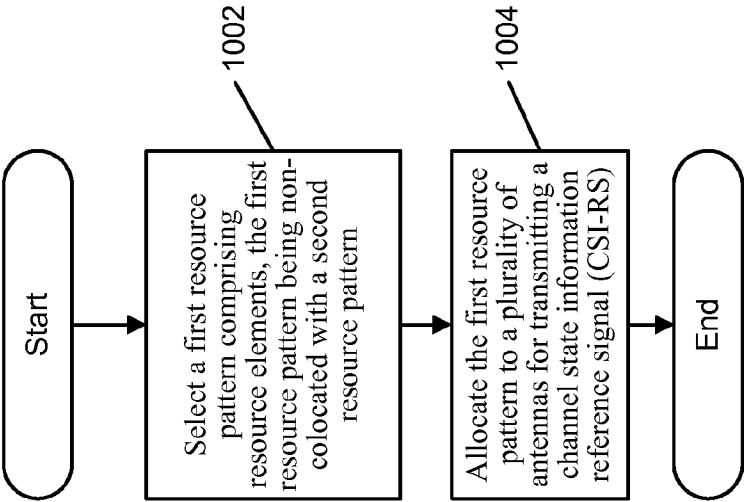 Start
Select a first resource
pattern comprising
resource elements, the first
resource pattern being non-
colocated with a second
resource pattern
1002
Allocate the first resource
pattern to a plurality of
antennas for transmitting a
channel state information
reference signal (CSI-RS)
1004
End